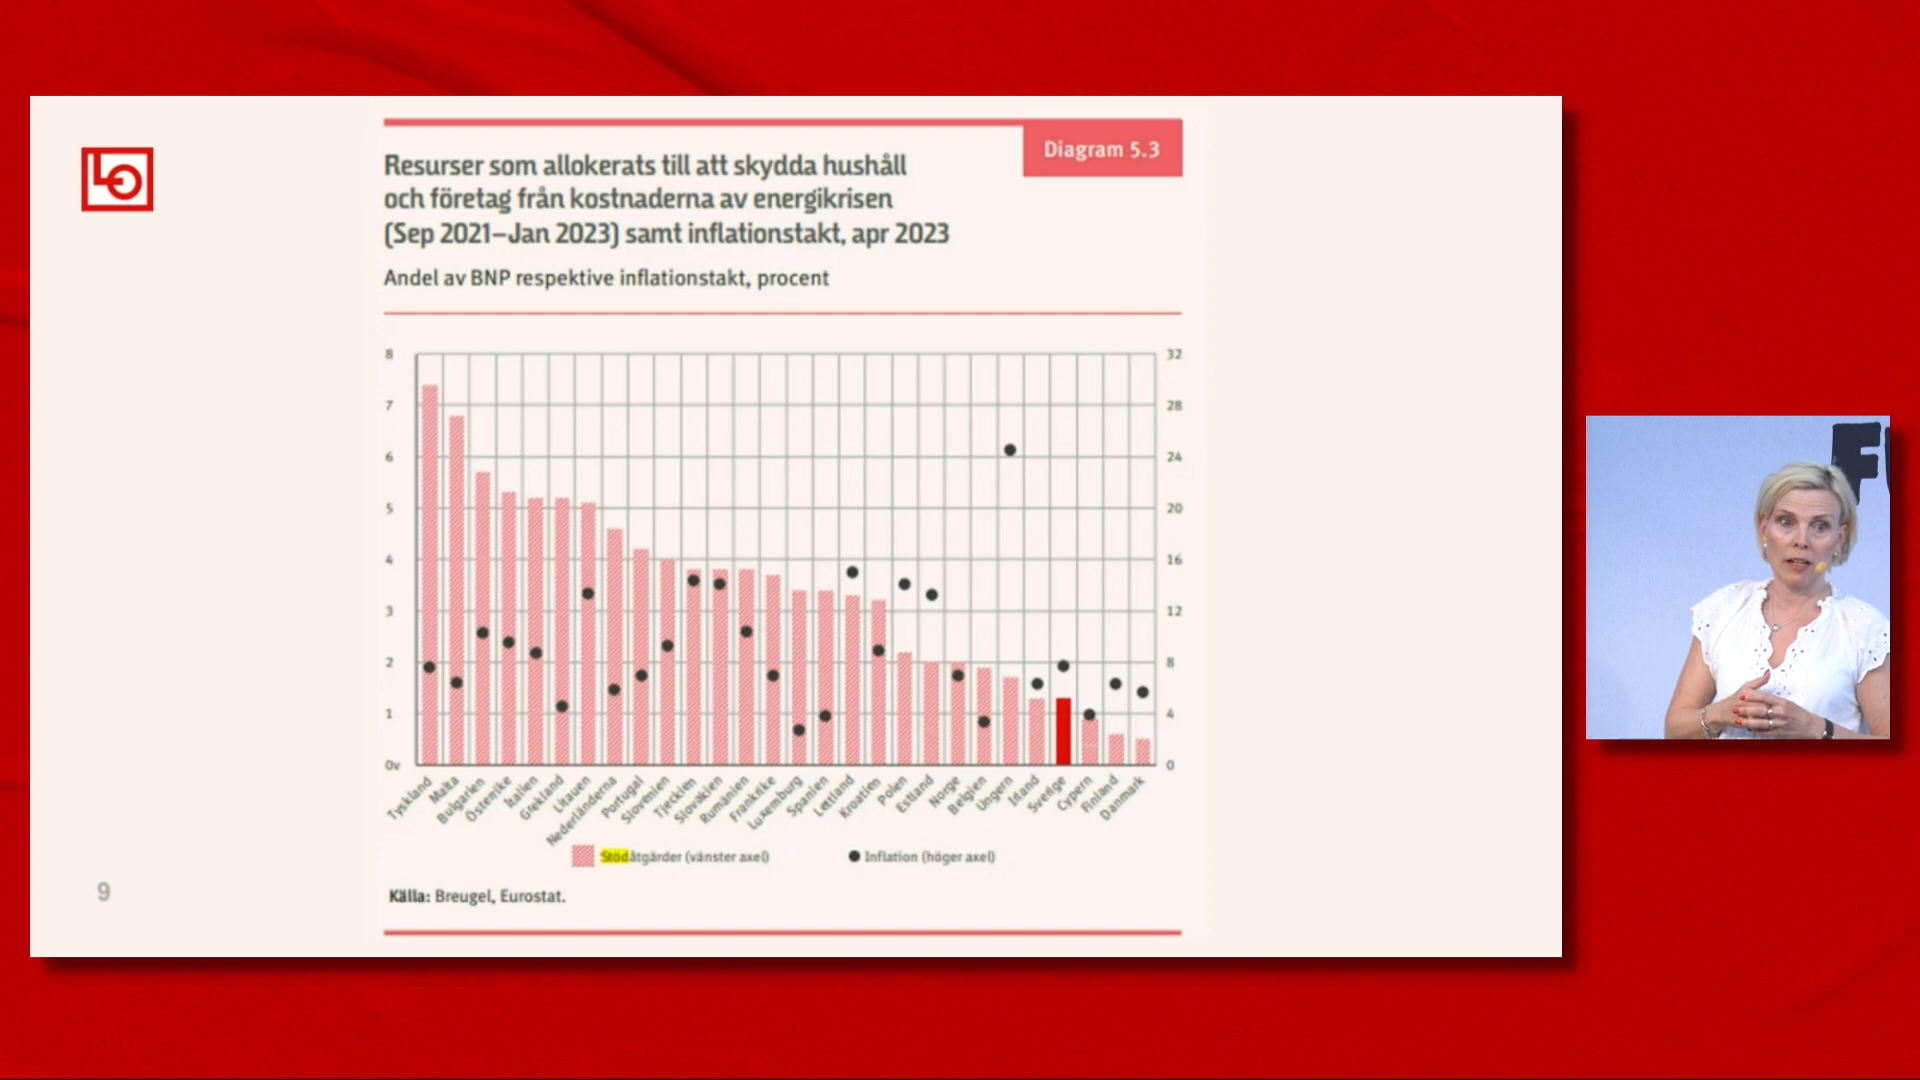 LO
Diagram 5.3
Resurser som allokerats till att skydda hushåll
och företag från kostnaderna av energikrisen
(Sep 2021–Jan 2023) samt inflationstakt, apr 2023
Andel av BNP respektive inflationstakt, procent
8 32
7 28
6 24
5 20
4 16
3 12
2 8
1 4
0v 0
Tyskland
Malta
Bulgarien
Österrike
Italien
Grekland
Litauen
Nederländerna
Portugal
Slovenien
Tjeckien
Slovakien
Rumänien
Frankrike
Luxemburg
Spanien
Lettland
Kroatien
Polen
Estland
Norge
Belgien
Ungern
Irland
Sverige
Cypern
Finland
Danmark
Stödåtgärder (vänster axel) Inflation (höger axel)
Källa: Breugel, Eurostat.
9